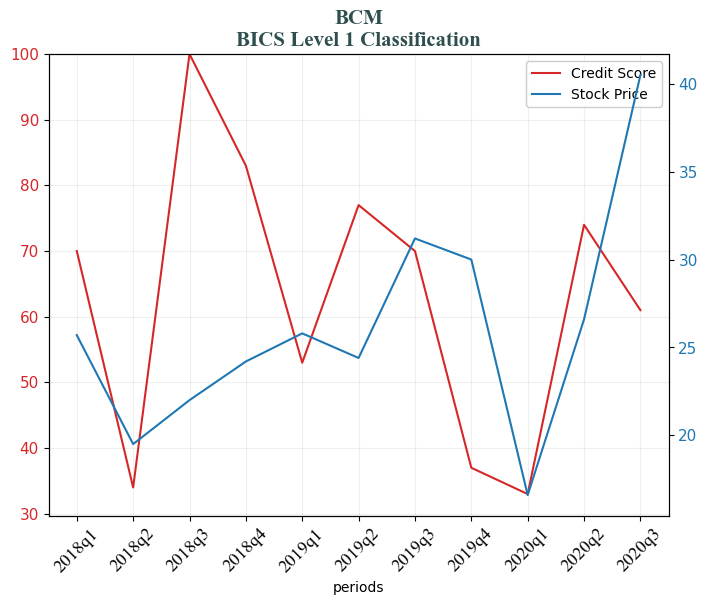 BCM
BICS Level 1 Classification
Credit Score
Stock Price
100
90
80
70
60
50
40
30
40
35
30
25
20
2018q1
2018q2
2018q3
2018q4
2019q1
2019q2
2019q3
2019q4
2020q1
2020q2
2020q3
periods